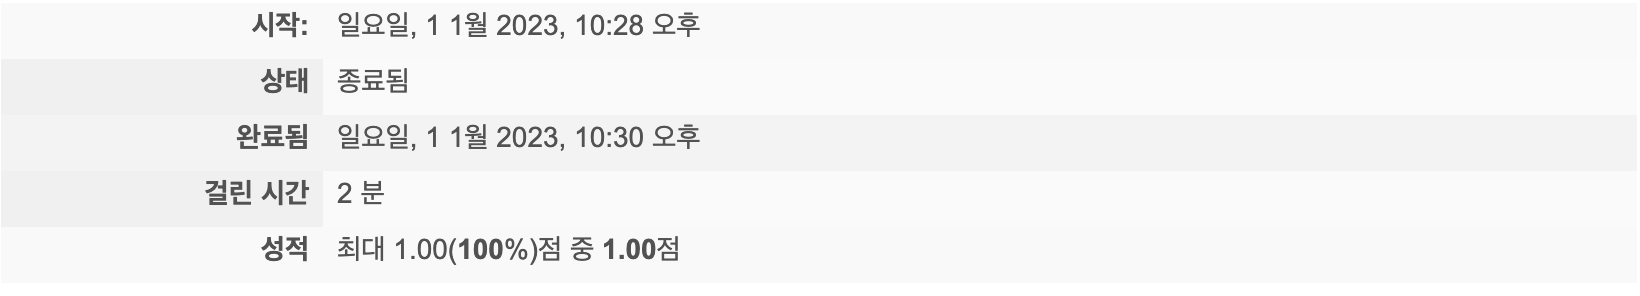 시작: 일요일, 1 1월 2023, 10:28 오후
상태 종료됨
완료됨 일요일, 1 1월 2023, 10:30 오후
걸린 시간 2 분
성적 최대 1.00(100%)점 중 1.00점